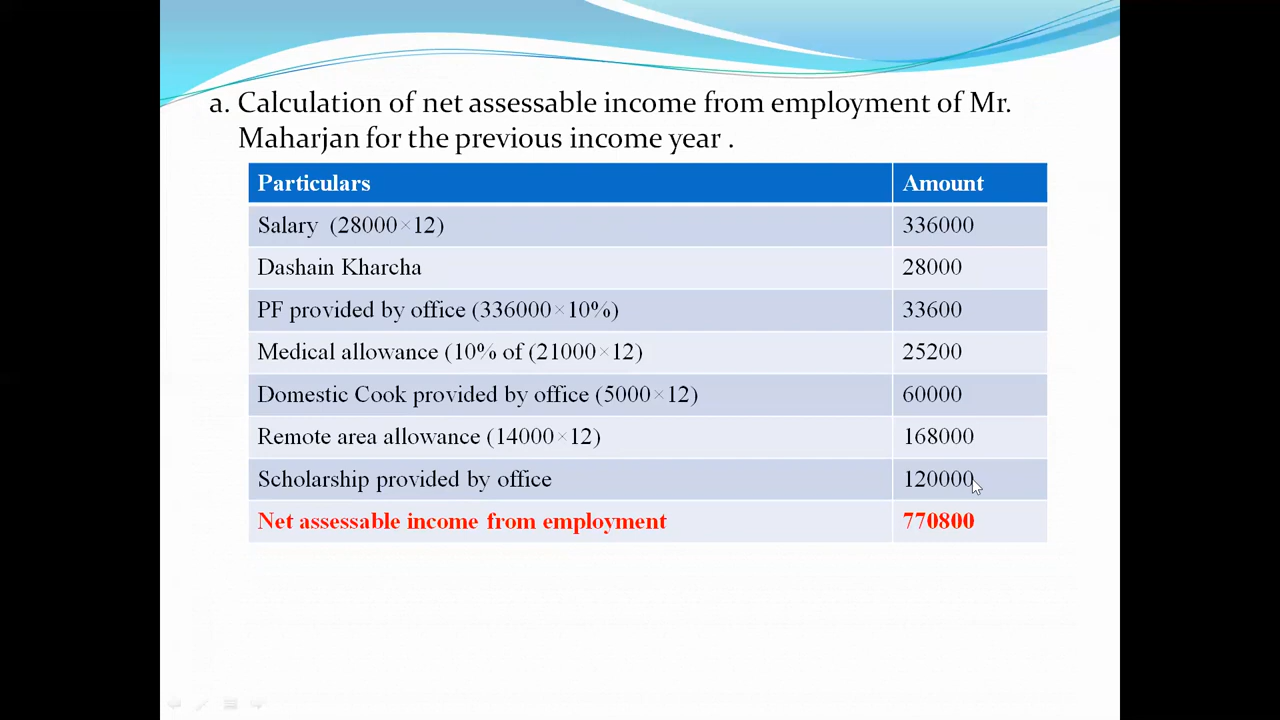 a. Calculation of net assessable income from employment of Mr.
Maharjan for the previous income year .
Particulars Amount
Salary (28000×12) 336000
Dashain Kharcha 28000
PF provided by office (336000×10%) 33600
Medical allowance (10% of (21000×12) 25200
Domestic Cook provided by office (5000×12) 60000
Remote area allowance (14000×12) 168000
Scholarship provided by office 120000
Net assessable income from employment 770800